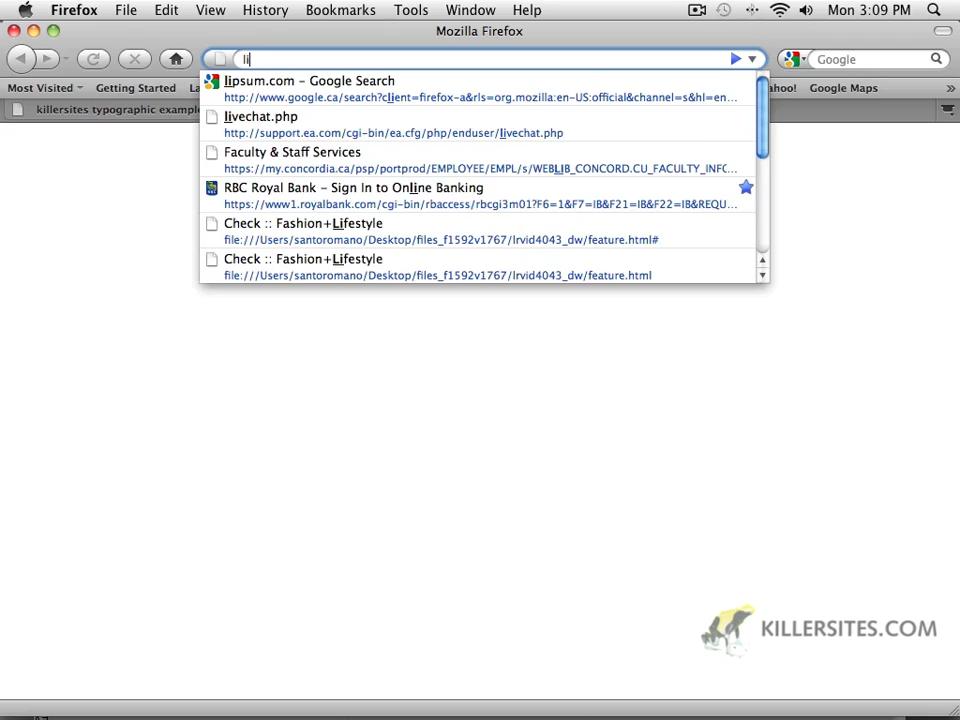 Firefox File Edit View History Bookmarks Tools Window Help Mon 3:09 PM
Mozilla Firefox
li Google
Most Visited Getting Started La ahoo! Google Maps »
killersites typographic example
lipsum.com – Google Search
http://www.google.ca/search?client=firefox-a&rls=org.mozilla:en-US:official&channel=s&hl=en...
livechat.php
http://support.ea.com/cgi-bin/ea.cfg/php/enduser/livechat.php
Faculty & Staff Services
https://my.concordia.ca/psp/portprod/EMPLOYEE/EMPL/s/WEBLIB_CONCORD.CU_FACULTY_INFC...
RBC Royal Bank – Sign In to Online Banking
https://www1.royalbank.com/cgi-bin/rbaccess/rbcgi3m01?F6=1&F7=IB&F21=IB&F22=IB&REQU...
Check :: Fashion+Lifestyle
file:///Users/santoromano/Desktop/files_f1592v1767/lrvid4043_dw/feature.html#
Check :: Fashion+Lifestyle
file:///Users/santoromano/Desktop/files_f1592v1767/lrvid4043_dw/feature.html
KILLERSITES.COM